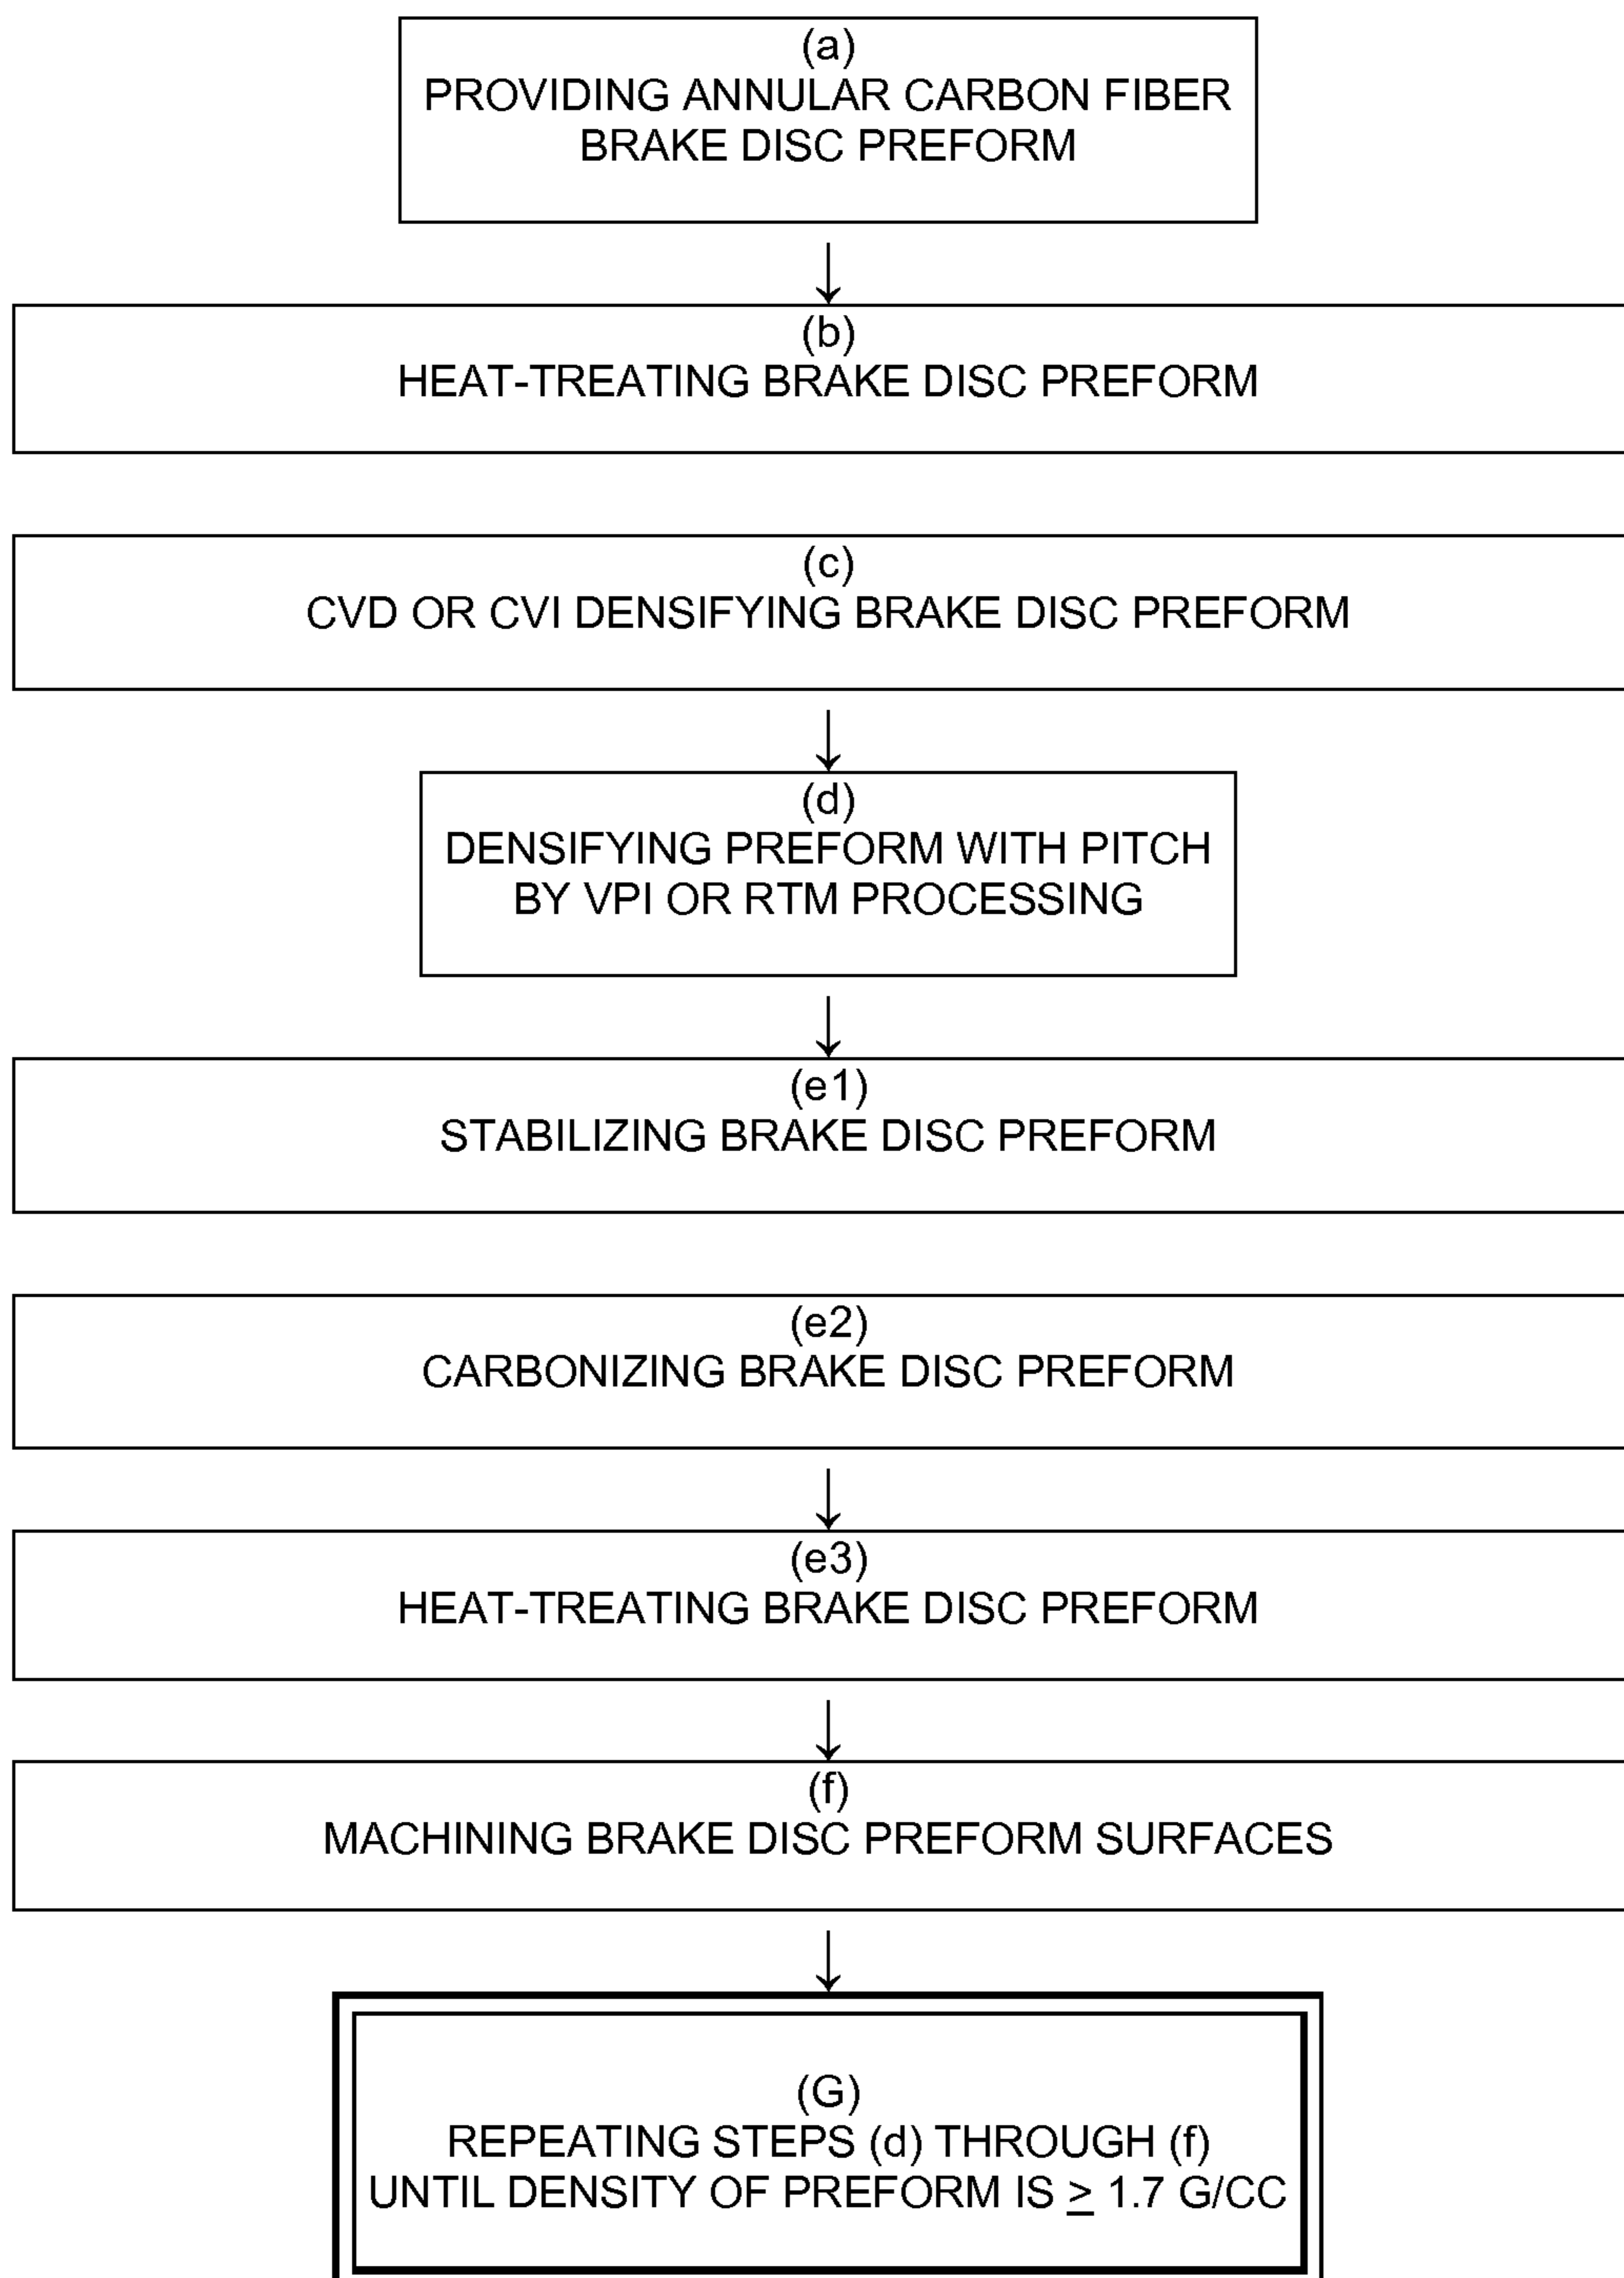 (a)
PROVIDING ANNULAR CARBON FIBER
BRAKE DISC PREFORM
(b)
HEAT-TREATING BRAKE DISC PREFORM
(c)
CVD OR CVI DENSIFYING BRAKE DISC PREFORM
(d)
DENSIFYING PREFORM WITH PITCH
BY VPI OR RTM PROCESSING
(e1)
STABILIZING BRAKE DISC PREFORM
(e2)
CARBONIZING BRAKE DISC PREFORM
(e3)
HEAT-TREATING BRAKE DISC PREFORM
(f)
MACHINING BRAKE DISC PREFORM SURFACES
(G)
REPEATING STEPS (d) THROUGH (f)
UNTIL DENSITY OF PREFORM IS ≥ 1.7 G/CC